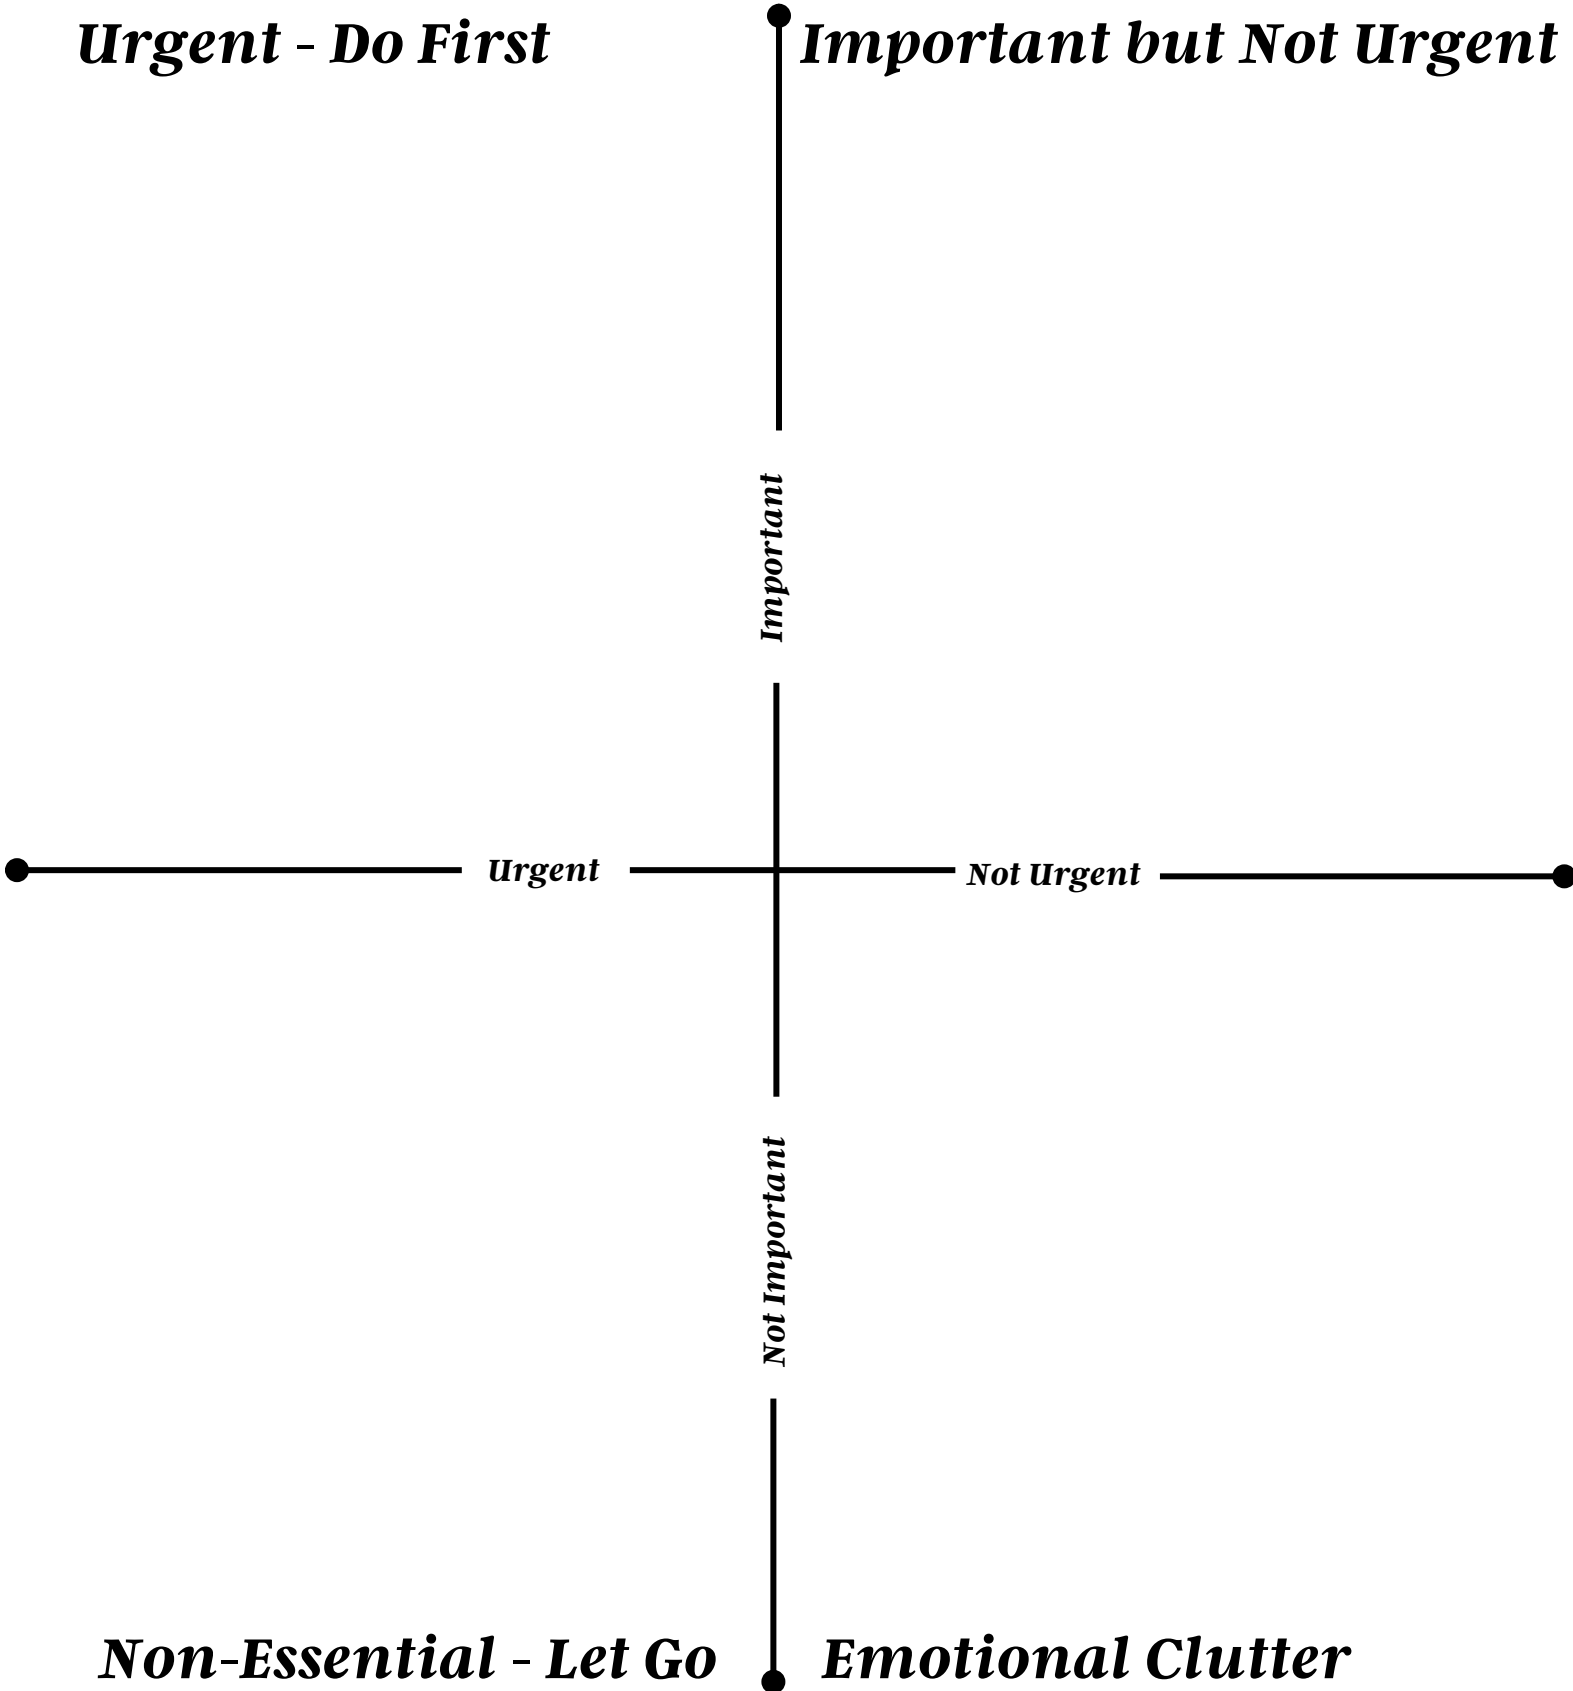 Urgent - Do First
Important but Not Urgent
Important
Urgent
Not Urgent
Not Important
Non-Essential - Let Go
Emotional Clutter